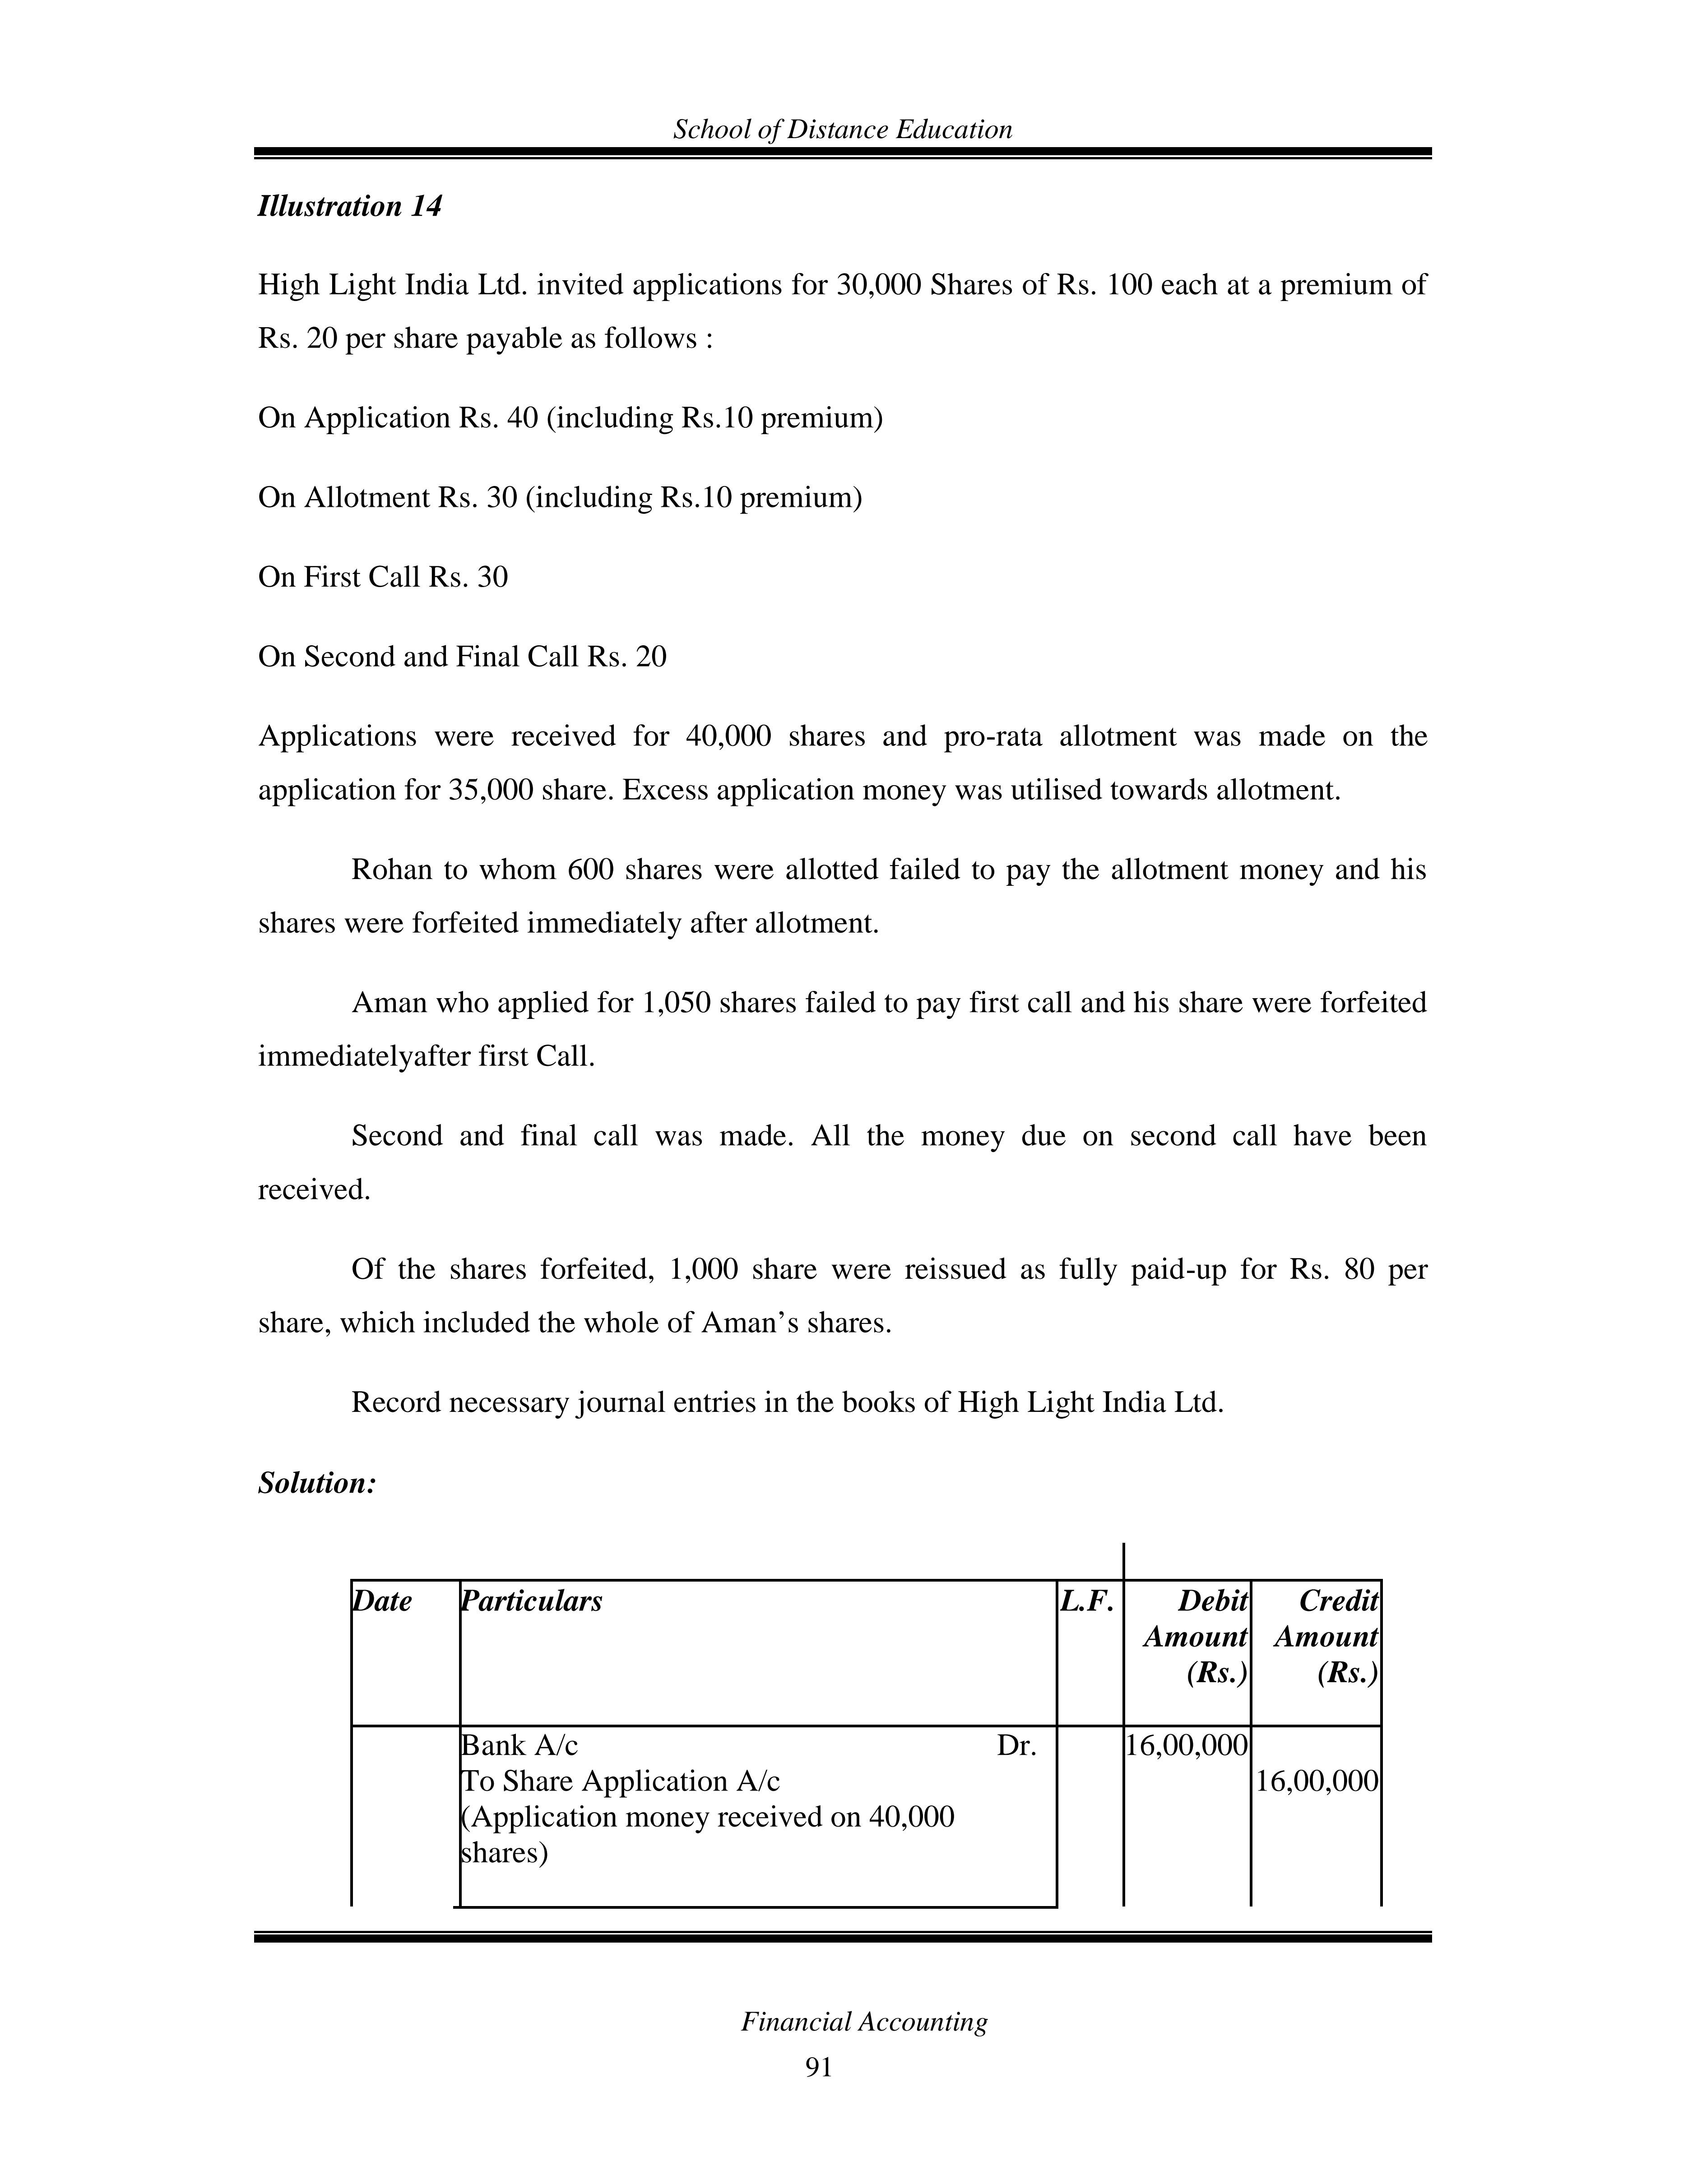 School of Distance Education
Illustration 14
High Light India Ltd. invited applications for 30,000 Shares of Rs. 100 each at a premium of
Rs. 20 per share payable as follows :
On Application Rs. 40 (including Rs.10 premium)
On Allotment Rs. 30 (including Rs.10 premium)
On First Call Rs. 30
On Second and Final Call Rs. 20
Applications were received for 40,000 shares and pro-rata allotment was made on the
application for 35,000 share. Excess application money was utilised towards allotment.
Rohan to whom 600 shares were allotted failed to pay the allotment money and his
shares were forfeited immediately after allotment.
Aman who applied for 1,050 shares failed to pay first call and his share were forfeited
immediatelyafter first Call.
Second and final call was made. All the money due on second call have been
received.
Of the shares forfeited, 1,000 share were reissued as fully paid-up for Rs. 80 per
share, which included the whole of Aman’s shares.
Record necessary journal entries in the books of High Light India Ltd.
Solution:
Date Particulars L.F. Debit Credit
Amount Amount
(Rs.) (Rs.)
Bank A/c Dr. 16,00,000
To Share Application A/c 16,00,000
(Application money received on 40,000
shares)
Financial Accounting
91